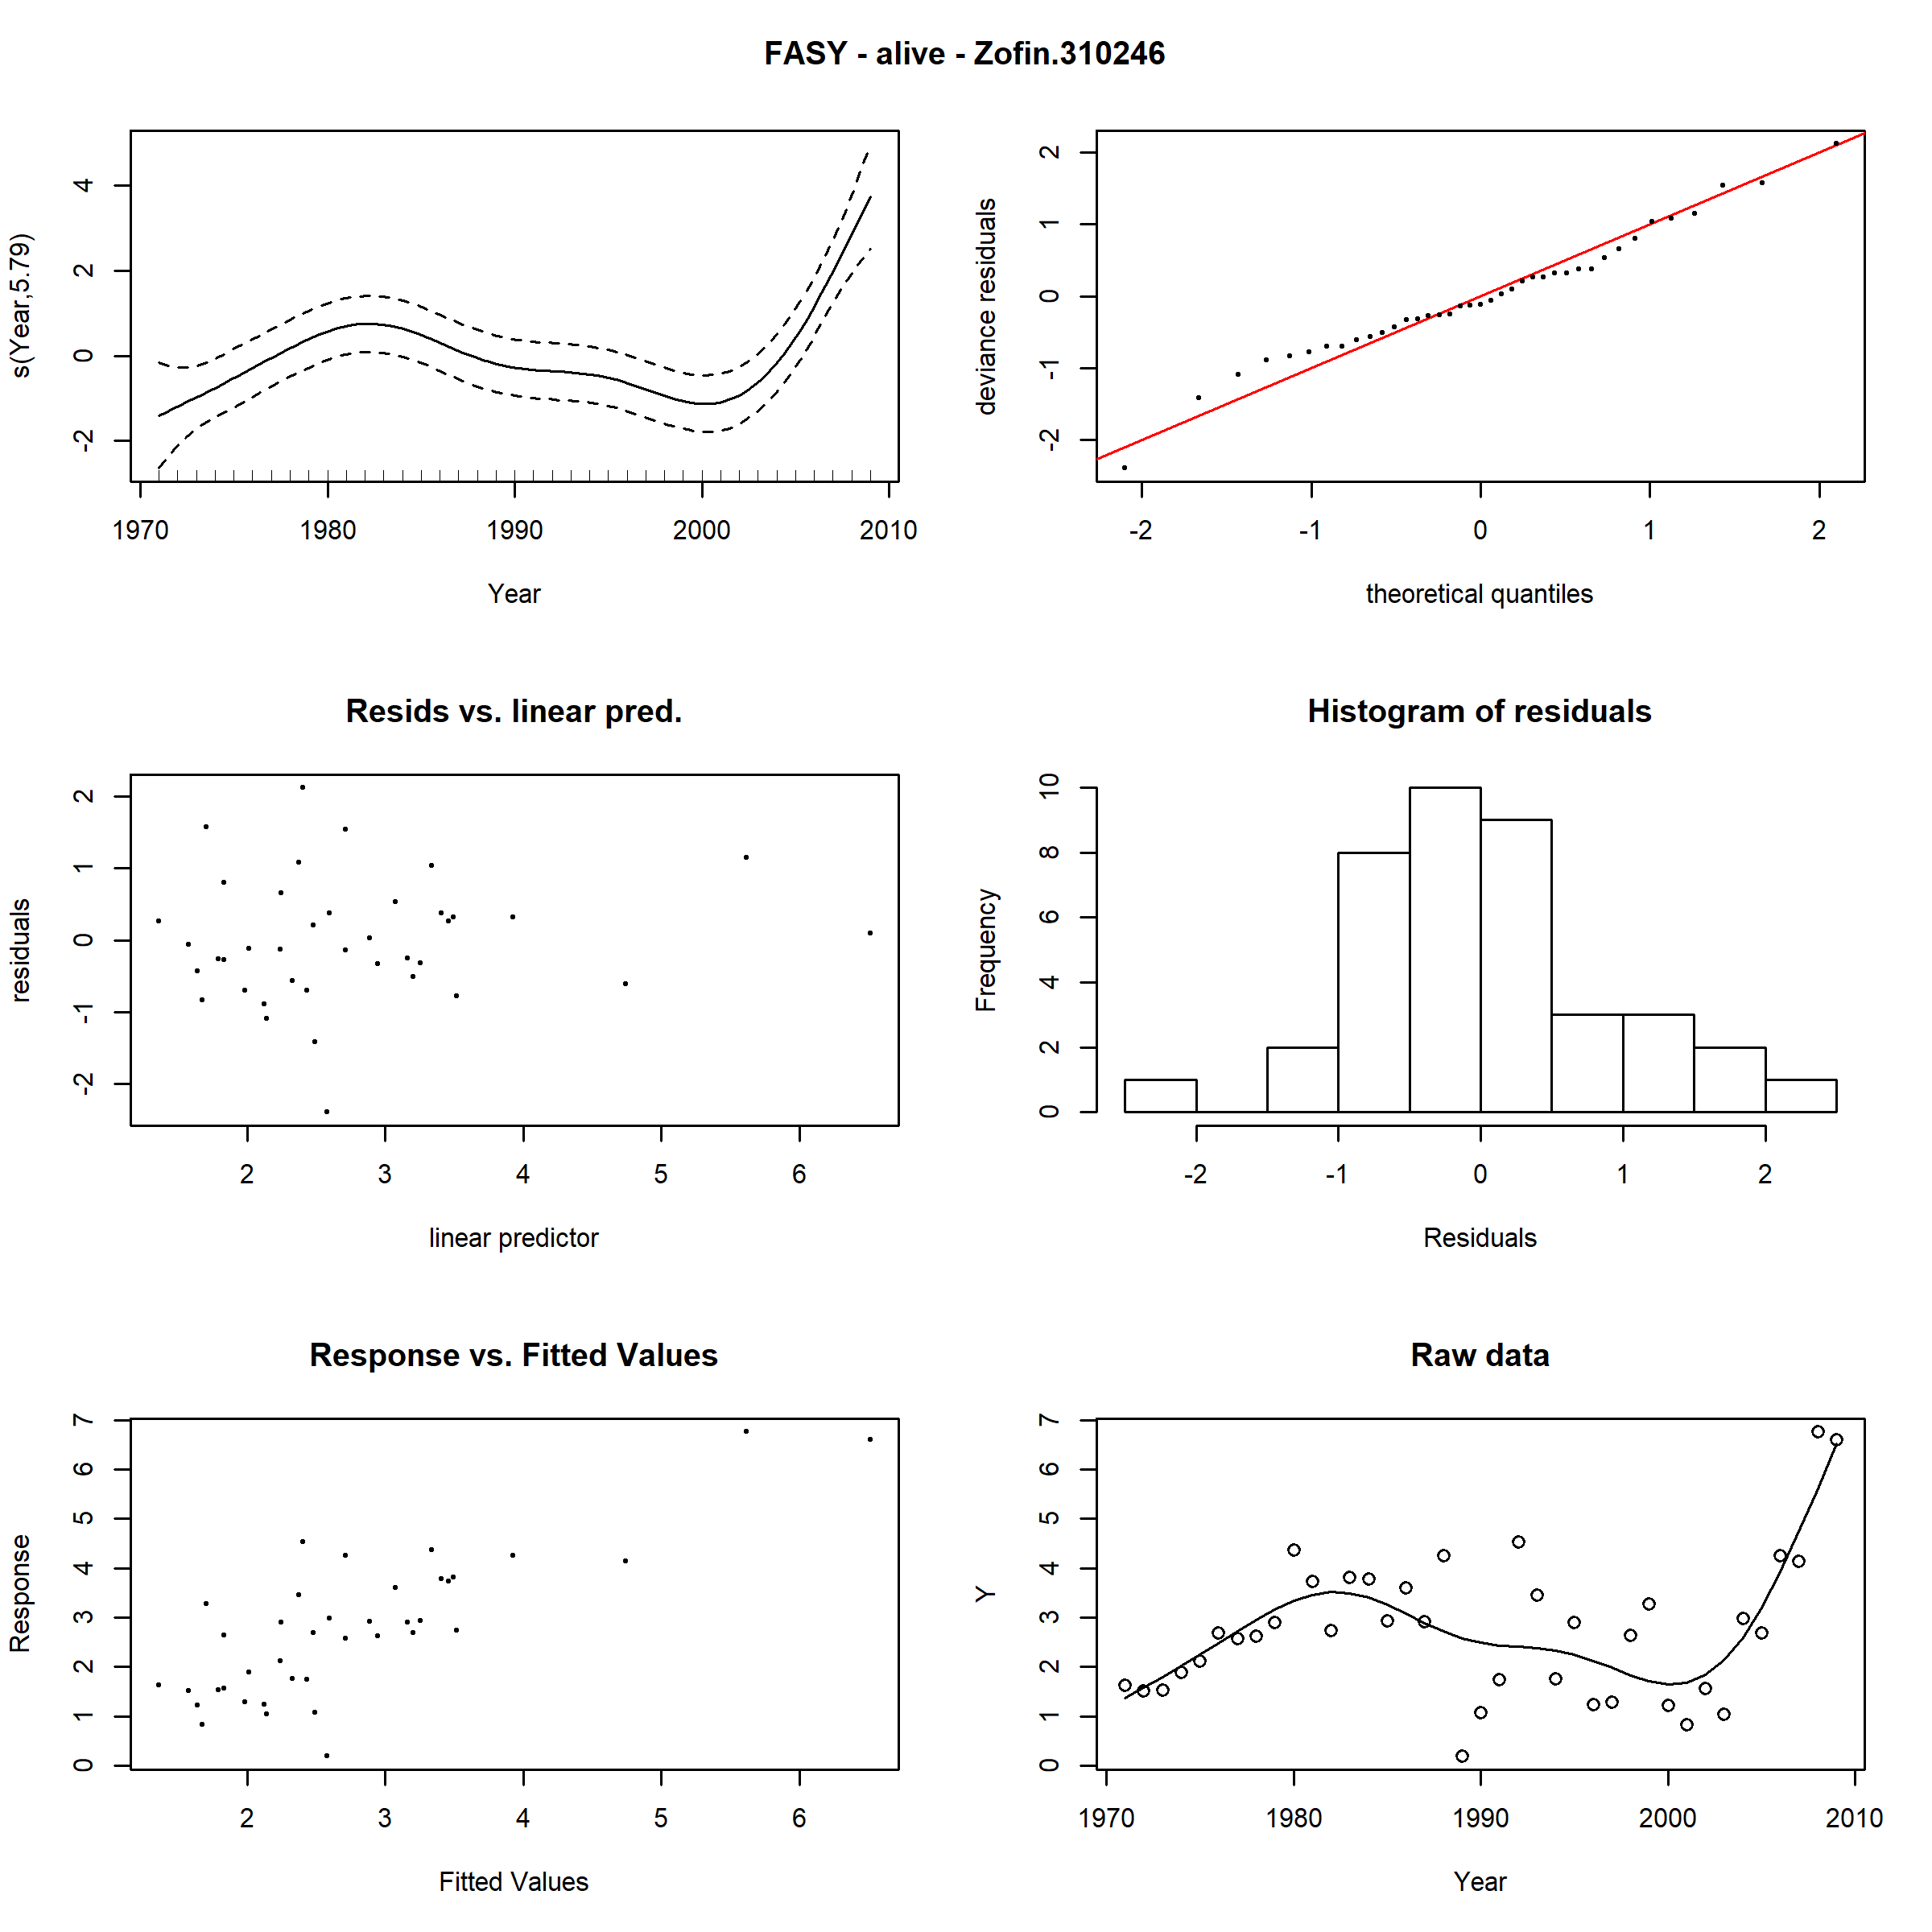 FASY - alive - Zofin.310246
s(Year,5.79)
4
2
0
-2
1970 1980 1990 2000 2010
Year
deviance residuals
2
1
0
-1
-2
-2 -1 0 1 2
theoretical quantiles
Resids vs. linear pred.
residuals
2
1
0
-1
-2
2 3 4 5 6
linear predictor
Histogram of residuals
Frequency
10
8
6
4
2
0
-2 -1 0 1 2
Residuals
Response vs. Fitted Values
Response
7
6
5
4
3
2
1
0
2 3 4 5 6
Fitted Values
Raw data
Y
7
6
5
4
3
2
1
0
1970 1980 1990 2000 2010
Year